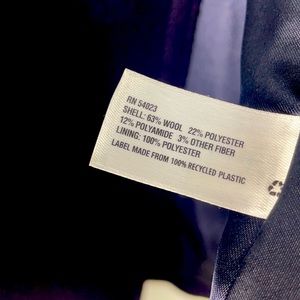 RN 54023
SHELL: 63% WOOL 22% POLYESTER
12% POLYAMIDE 3% OTHER FIBER
LINING: 100% POLYESTER
LABEL MADE FROM 100% RECYCLED PLASTIC